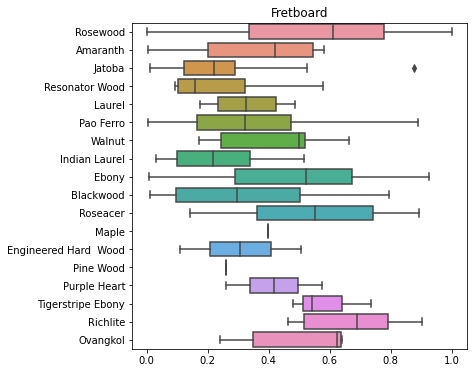 Fretboard
Rosewood
Amaranth
Jatoba
Resonator Wood
Laurel
Pao Ferro
Walnut
Indian Laurel
Ebony
Blackwood
Roseacer
Maple
Engineered Hard  Wood
Pine Wood
Purple Heart
Tigerstripe Ebony
Richlite
Ovangkol
0.0 0.2 0.4 0.6 0.8 1.0